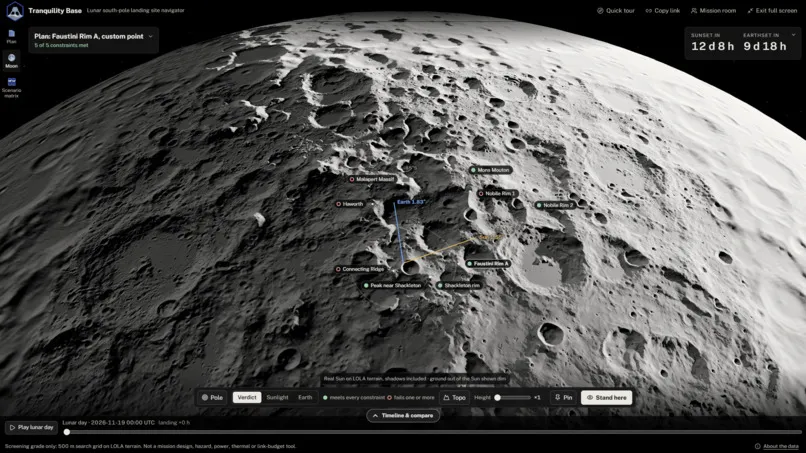 Tranquility Base
Lunar south-pole landing site navigator
Quick tour
Copy link
Mission room
Exit full screen
Plan
Moon
Scenario matrix
Plan: Faustini Rim A, custom point
5 of 5 constraints met
SUNSET IN
12d8h
EARTHSET IN
9d18h
Mons Mouton
Malapert Massif
Nobile Rim 1
Haworth
Earth 1.83°
Nobile Rim 2
Faustini Rim A
Connecting Ridge
Peak near Shackleton
Shackleton rim
Real Sun on LOLA terrain, shadows included · ground out of the Sun shown dim
Pole
Verdict
Sunlight
Earth
meets every constraint
fails one or more
Topo
Height
×1
Pin
Stand here
Timeline & compare
Play lunar day
Lunar day · 2026-11-19 00:00 UTC landing +0 h
Screening grade only: 500 m search grid on LOLA terrain. Not a mission design, hazard, power, thermal or link-budget tool.
About the data